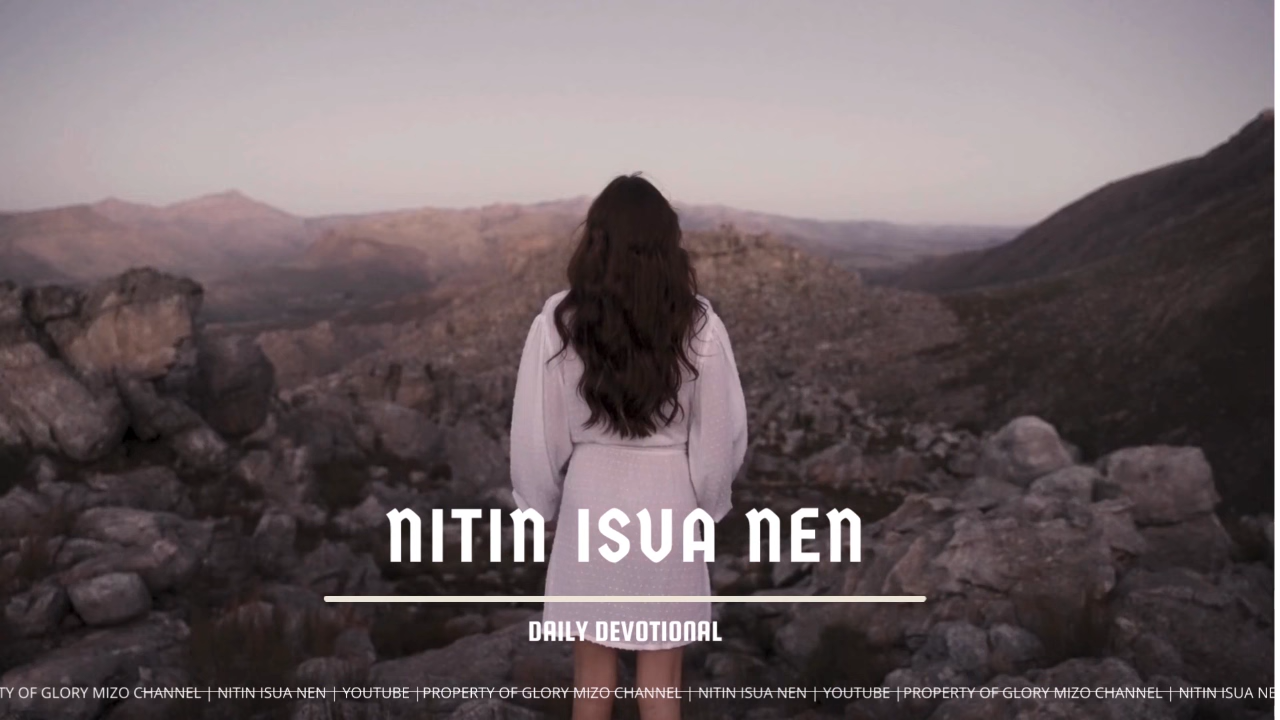 NITIN ISUA NEN
DAILY DEVOTIONAL
TY OF GLORY MIZO CHANNEL | NITIN ISUA NEN | YOUTUBE |PROPERTY OF GLORY MIZO CHANNEL | NITIN ISUA NEN | YOUTUBE |PROPERTY OF GLORY MIZO CHANNEL | NITIN ISUA NE